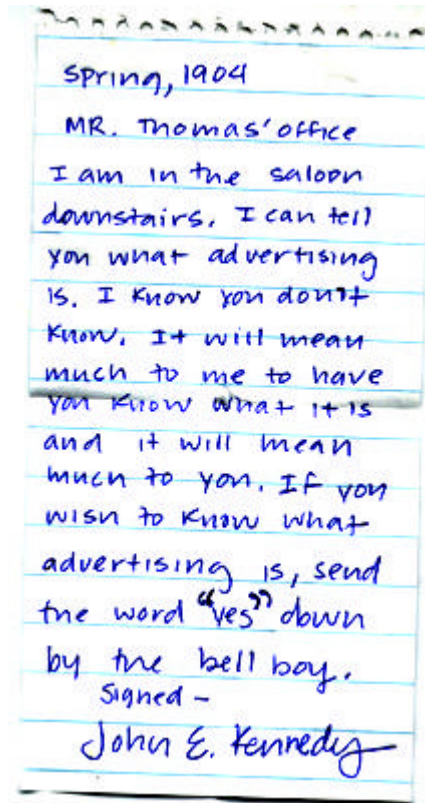 Spring, 1904
MR. Thomas' office
I am in the saloon
downstairs. I can tell
you what advertising
is. I know you don't
know. It will mean
much to me to have
you know what it is
and it will mean
much to you. If you
wish to know what
advertising is, send
the word "yes" down
by the bell boy.
Signed –
John E. Kennedy